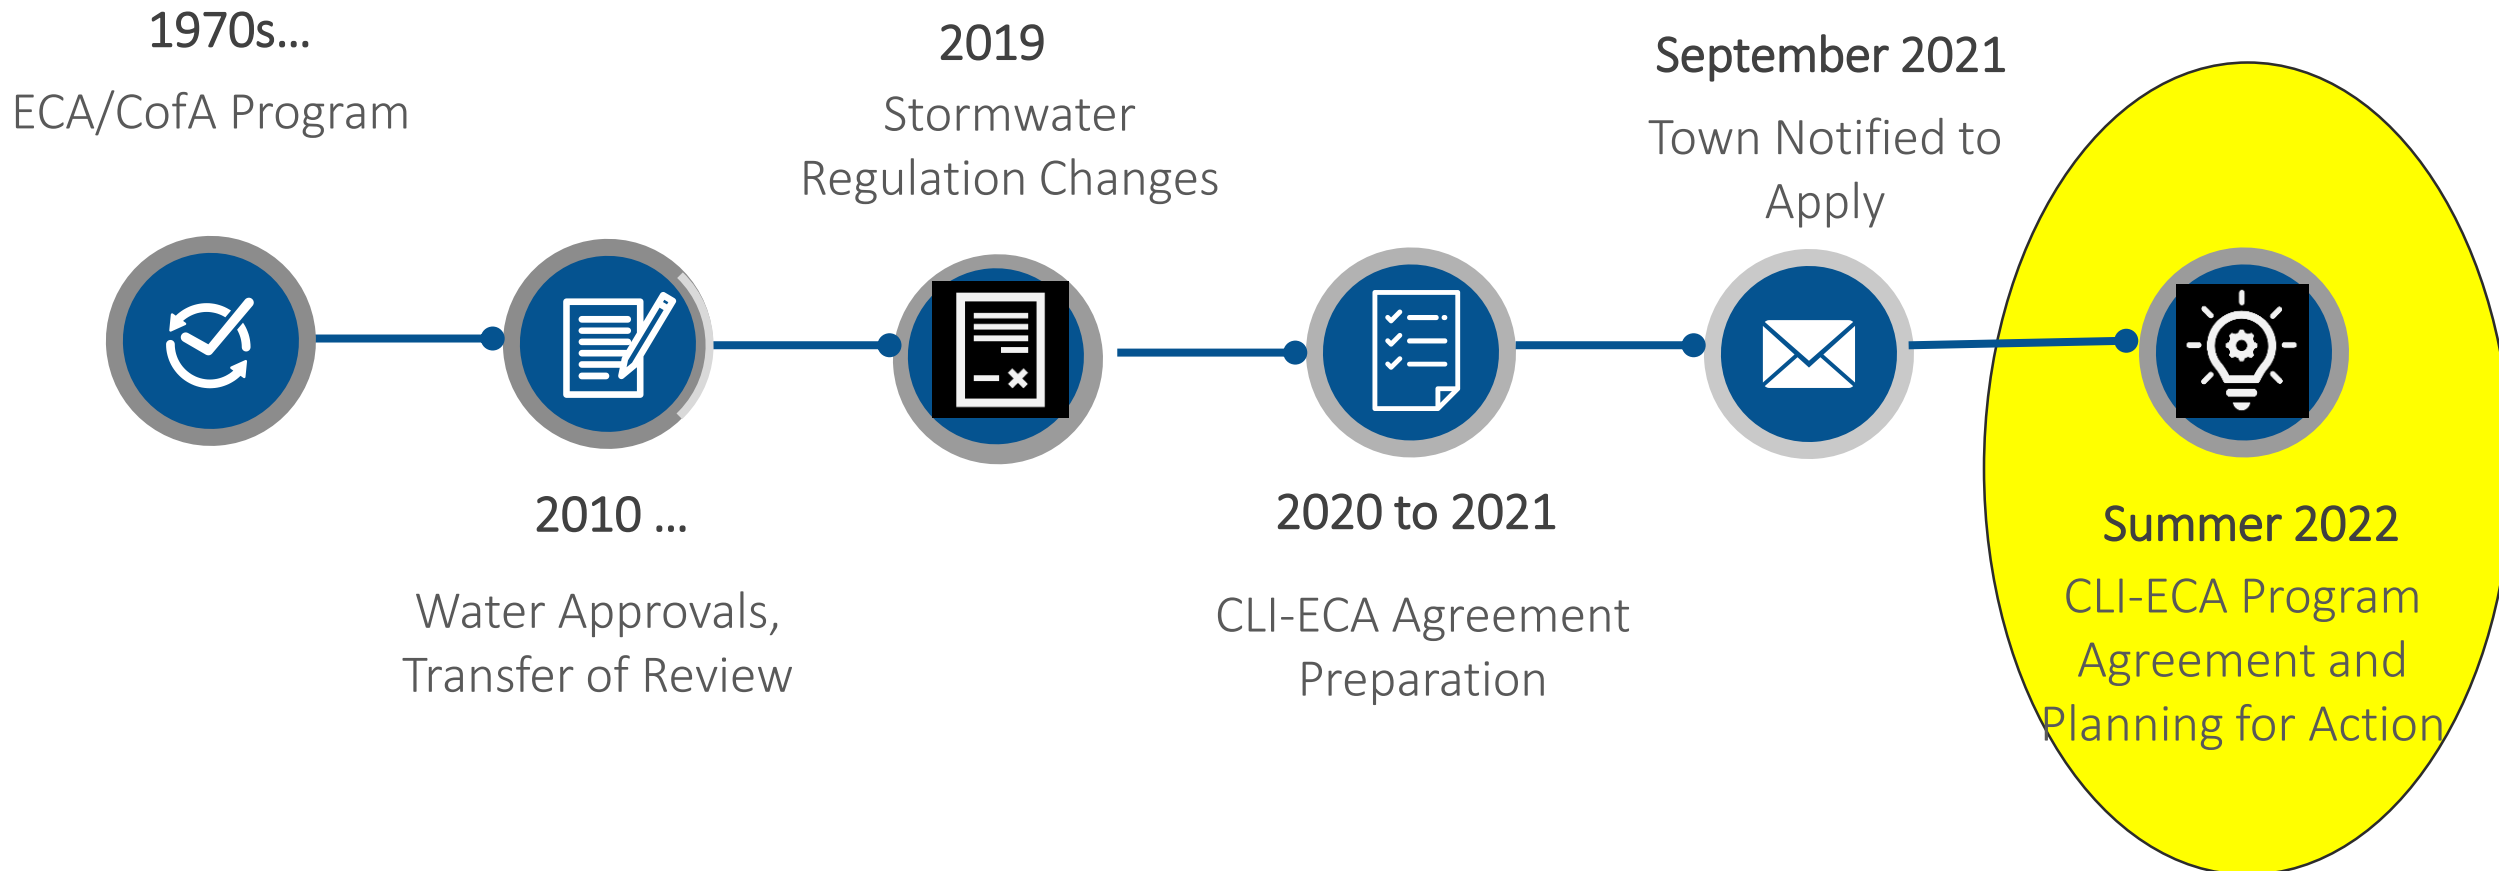 1970s...
ECA/CofA Program
2010 ...
Water Approvals,
Transfer of Review
2019
Stormwater
Regulation Changes
2020 to 2021
CLI-ECA Agreement
Preparation
September 2021
Town Notified to
Apply
Summer 2022
CLI-ECA Program
Agreement and
Planning for Action